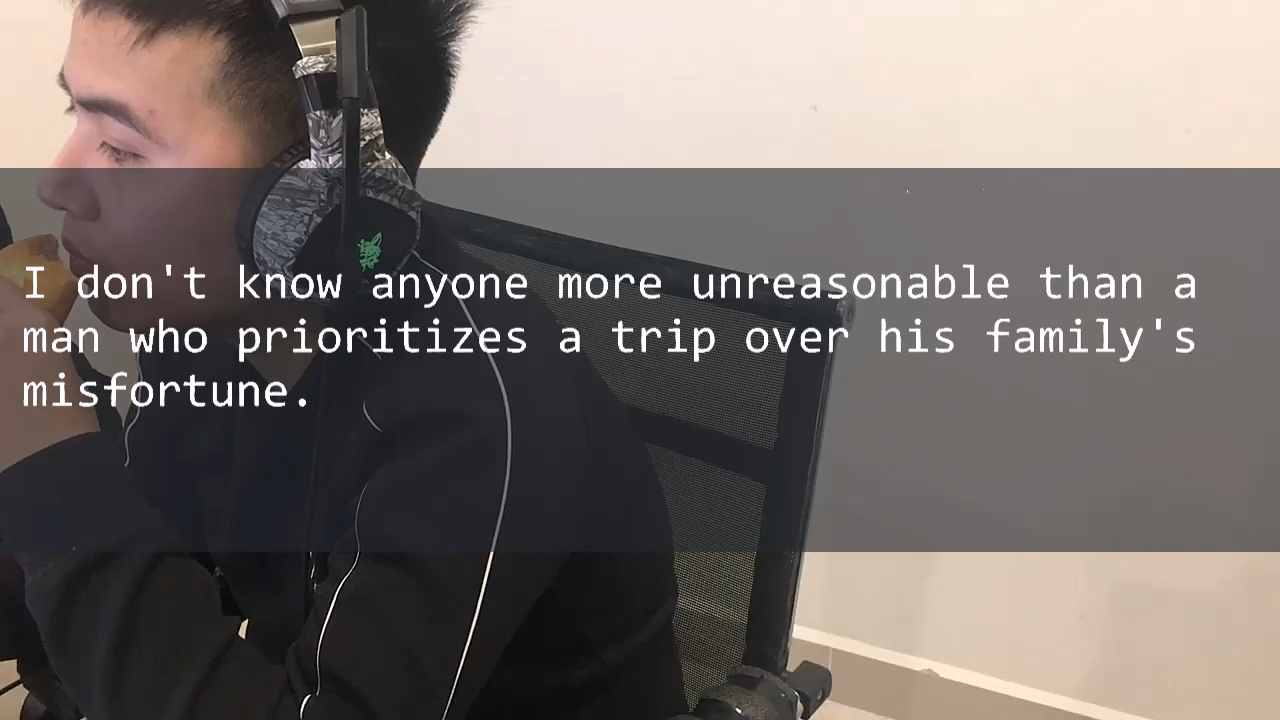 I don't know anyone more unreasonable than a
man who prioritizes a trip over his family's
misfortune.